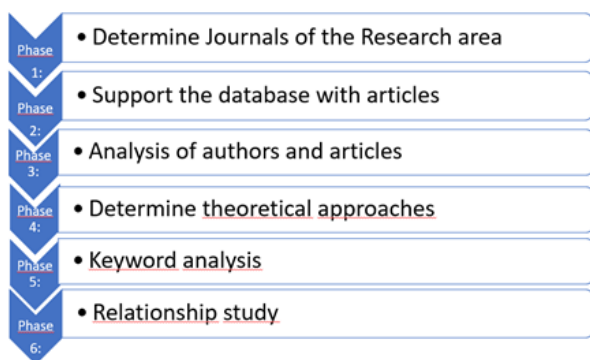 Phase 1:
• Determine Journals of the Research area
Phase 2:
• Support the database with articles
Phase 3:
• Analysis of authors and articles
Phase 4:
• Determine theoretical approaches
Phase 5:
• Keyword analysis
Phase 6:
• Relationship study